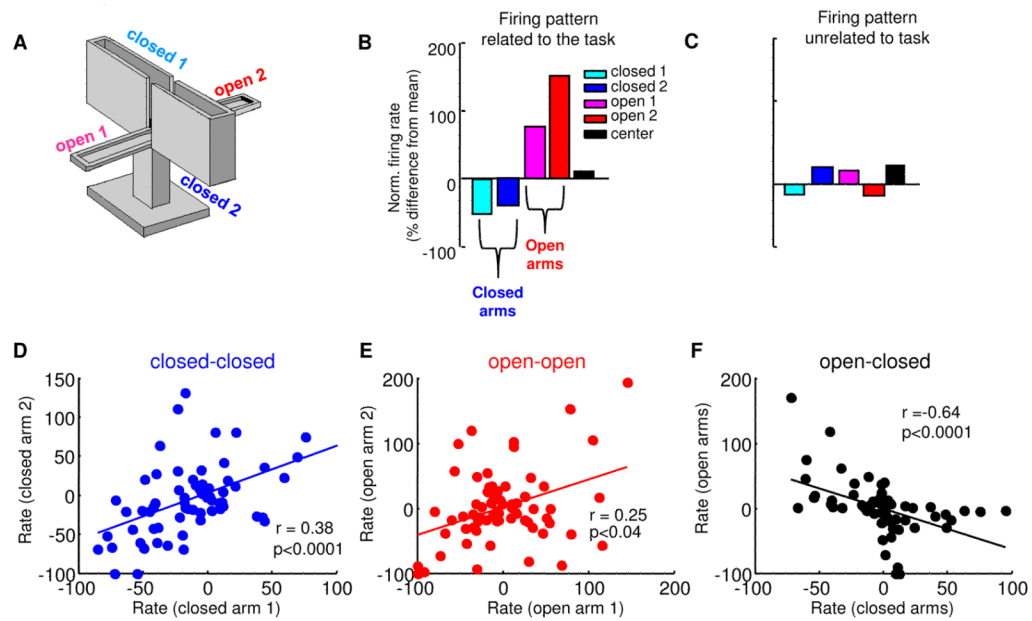 A
closed 1
open 2
open 1
closed 2
B
Firing pattern
related to the task
Norm. firing rate
(% difference from mean)
200
100
0
-100
closed 1
closed 2
open 1
open 2
center
Open
arms
Closed
arms
C
Firing pattern
unrelated to task
D
closed-closed
Rate (closed arm 2)
150
100
50
0
-50
-100
r = 0.38
p<0.0001
-100
-50
0
50
100
Rate (closed arm 1)
E
open-open
Rate (open arm 2)
200
100
0
-100
r = 0.25
p<0.04
-100
0
100
200
Rate (open arm 1)
F
open-closed
Rate (open arms)
200
150
100
50
0
-50
-100
r =-0.64
p<0.0001
-100
-50
0
50
100
Rate (closed arms)